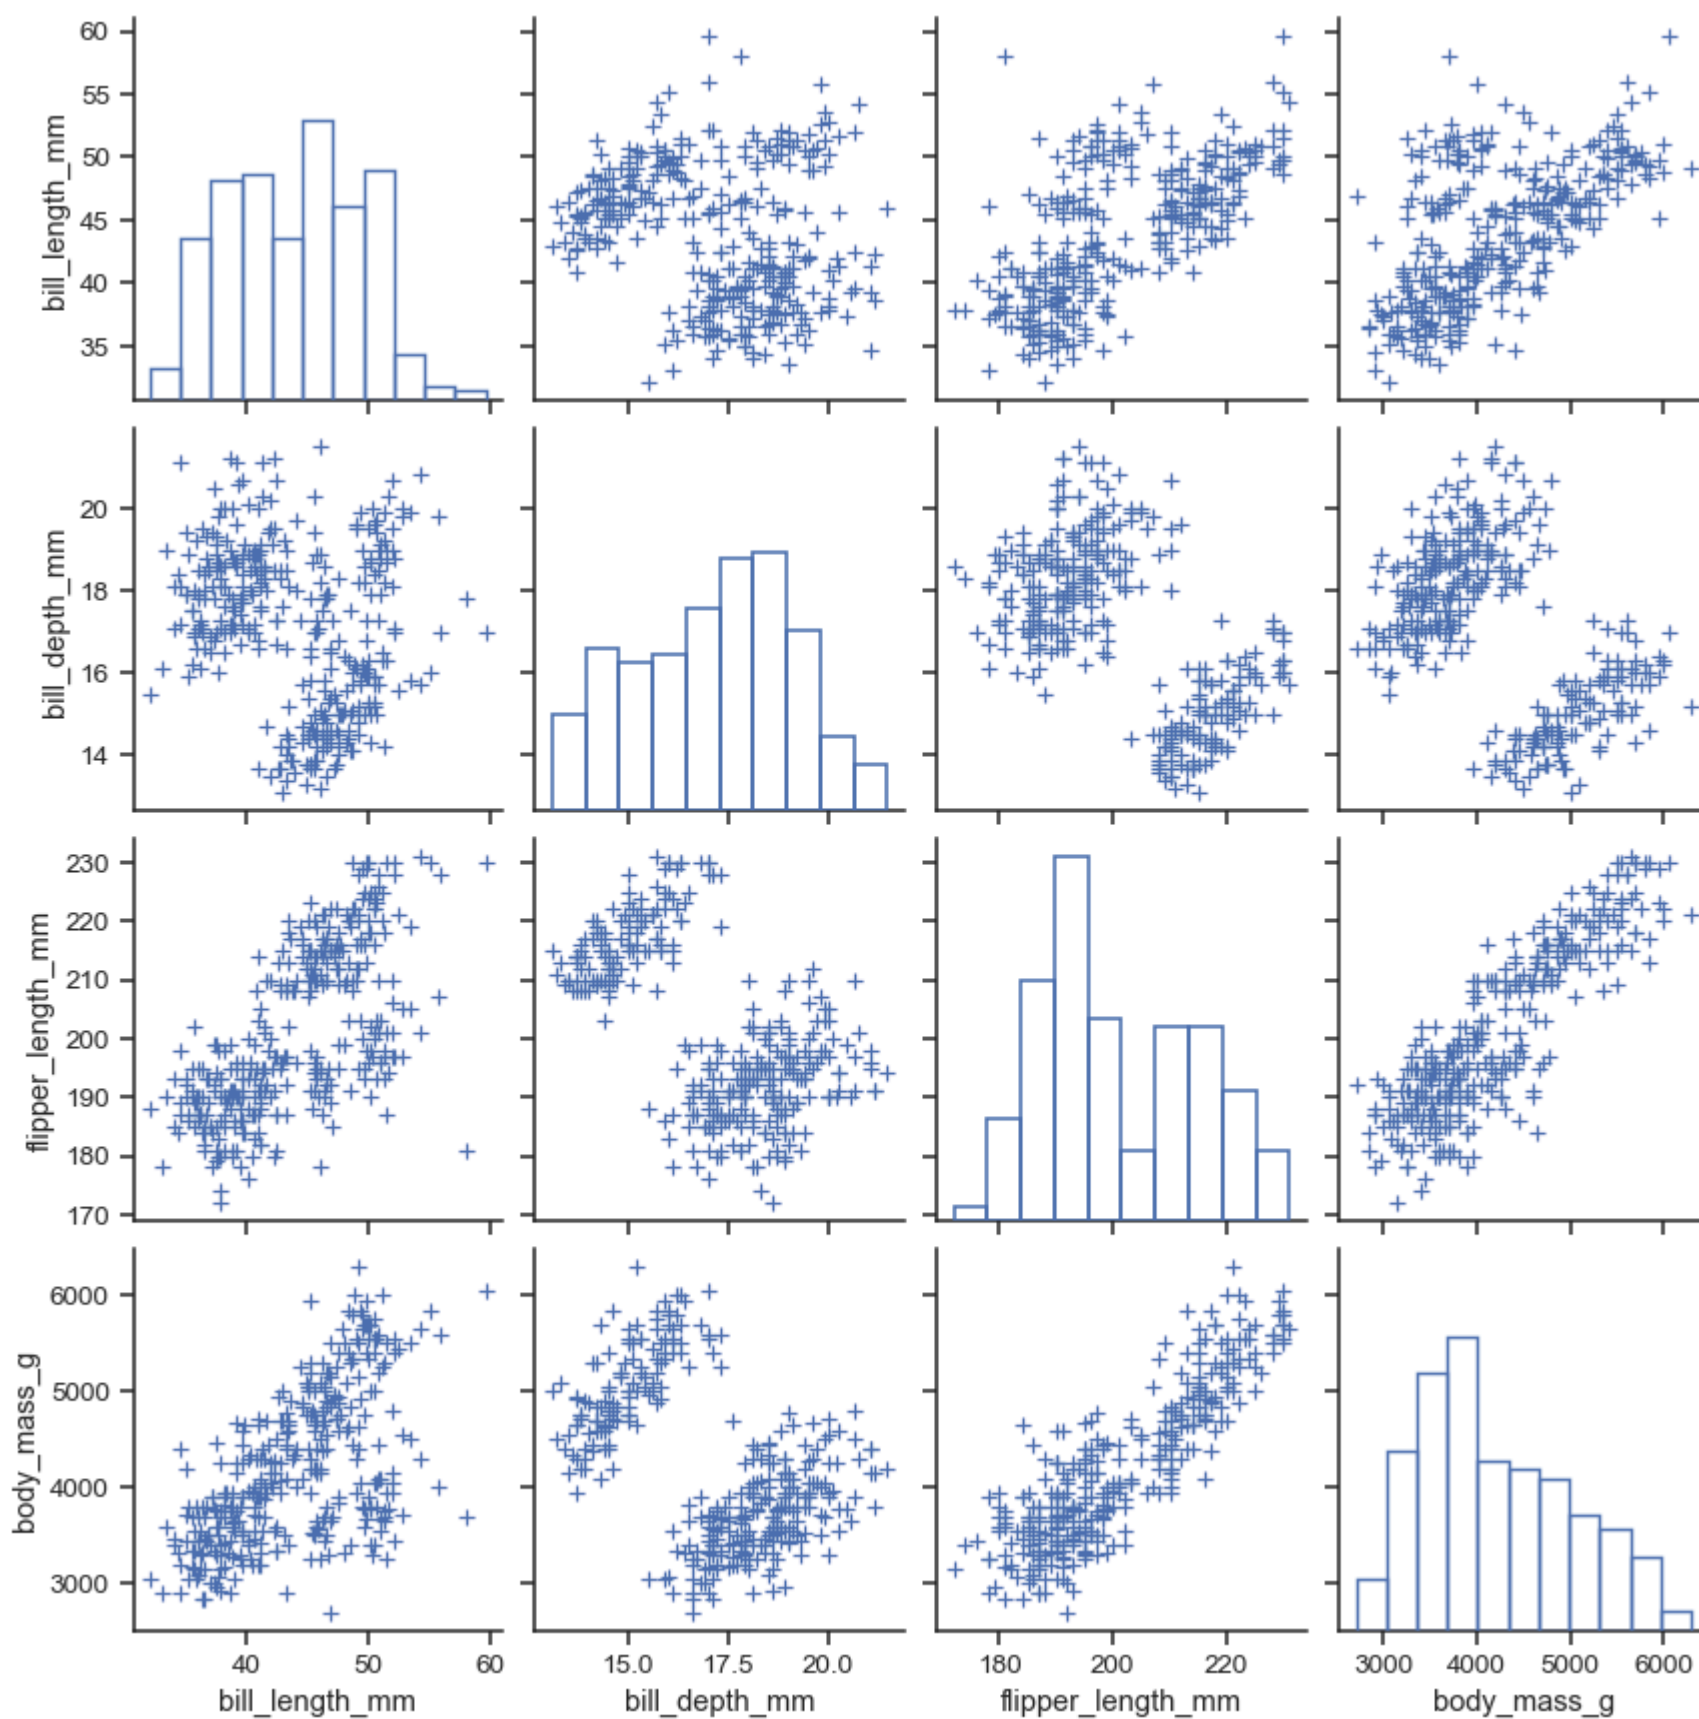 60
55
50
45
40
35
bill_length_mm
20
18
16
14
bill_depth_mm
230
220
210
200
190
180
170
flipper_length_mm
6000
5000
4000
3000
body_mass_g
40 50 60
bill_length_mm
15.0 17.5 20.0
bill_depth_mm
180 200 220
flipper_length_mm
3000 4000 5000 6000
body_mass_g